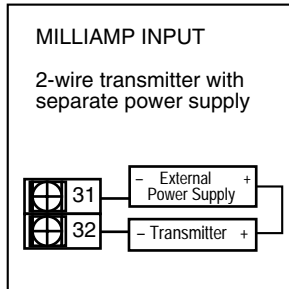 MILLIAMP INPUT
2-wire transmitter with
separate power supply
31
– External +
Power Supply
32
– Transmitter +